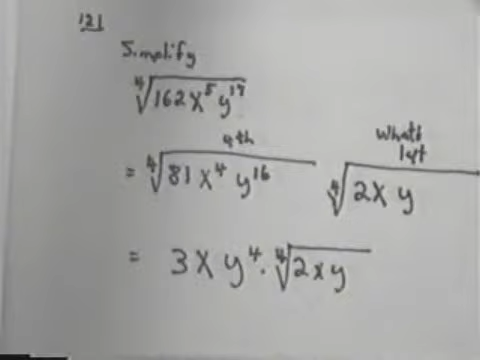 121
Simplify
∜162x⁵y¹⁷
4th
What's left
= ∜81x⁴y¹⁶ ∜2xy
= 3xy⁴·∜2xy